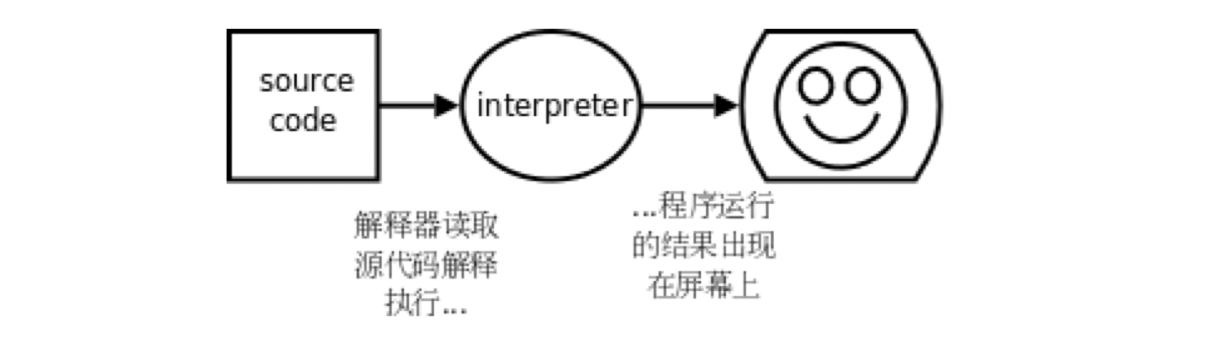 source
code
interpreter
解释器读取
源代码解释
执行...
...程序运行
的结果出现
在屏幕上